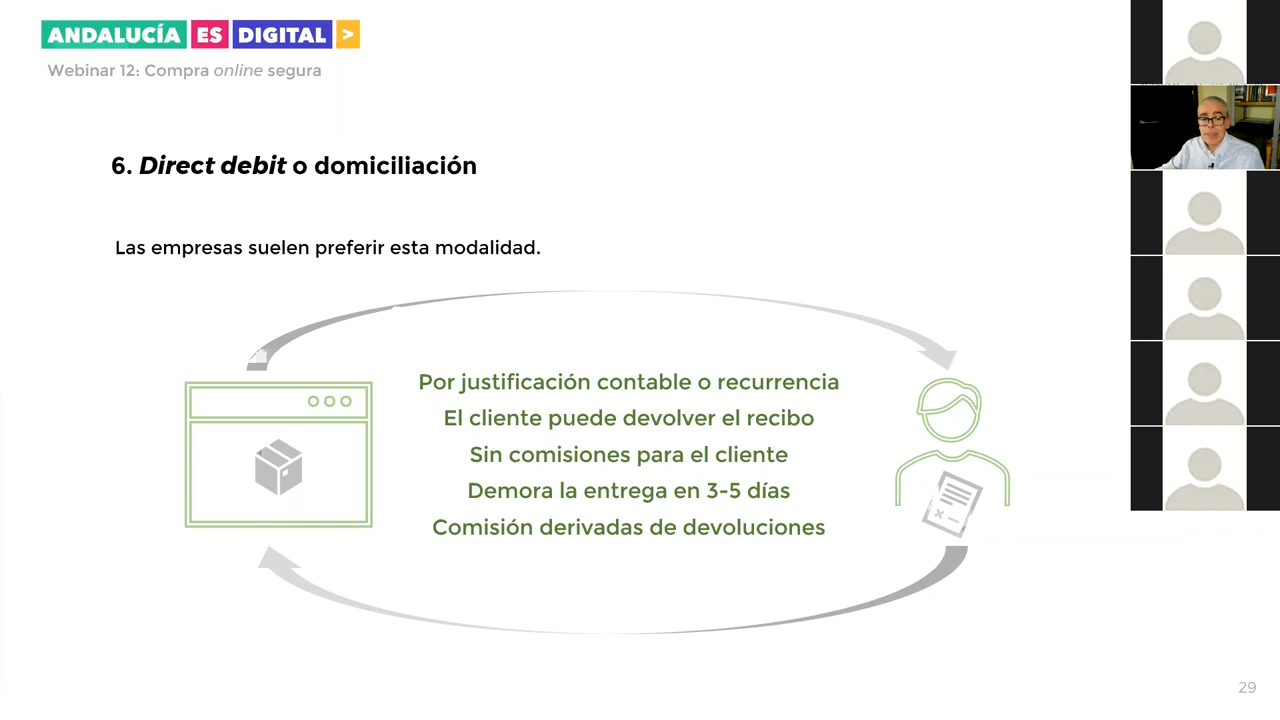 ANDALUCÍA ES DIGITAL >
Webinar 12: Compra online segura
6. Direct debit o domiciliación
Las empresas suelen preferir esta modalidad.
Por justificación contable o recurrencia
El cliente puede devolver el recibo
Sin comisiones para el cliente
Demora la entrega en 3-5 días
Comisión derivadas de devoluciones
29